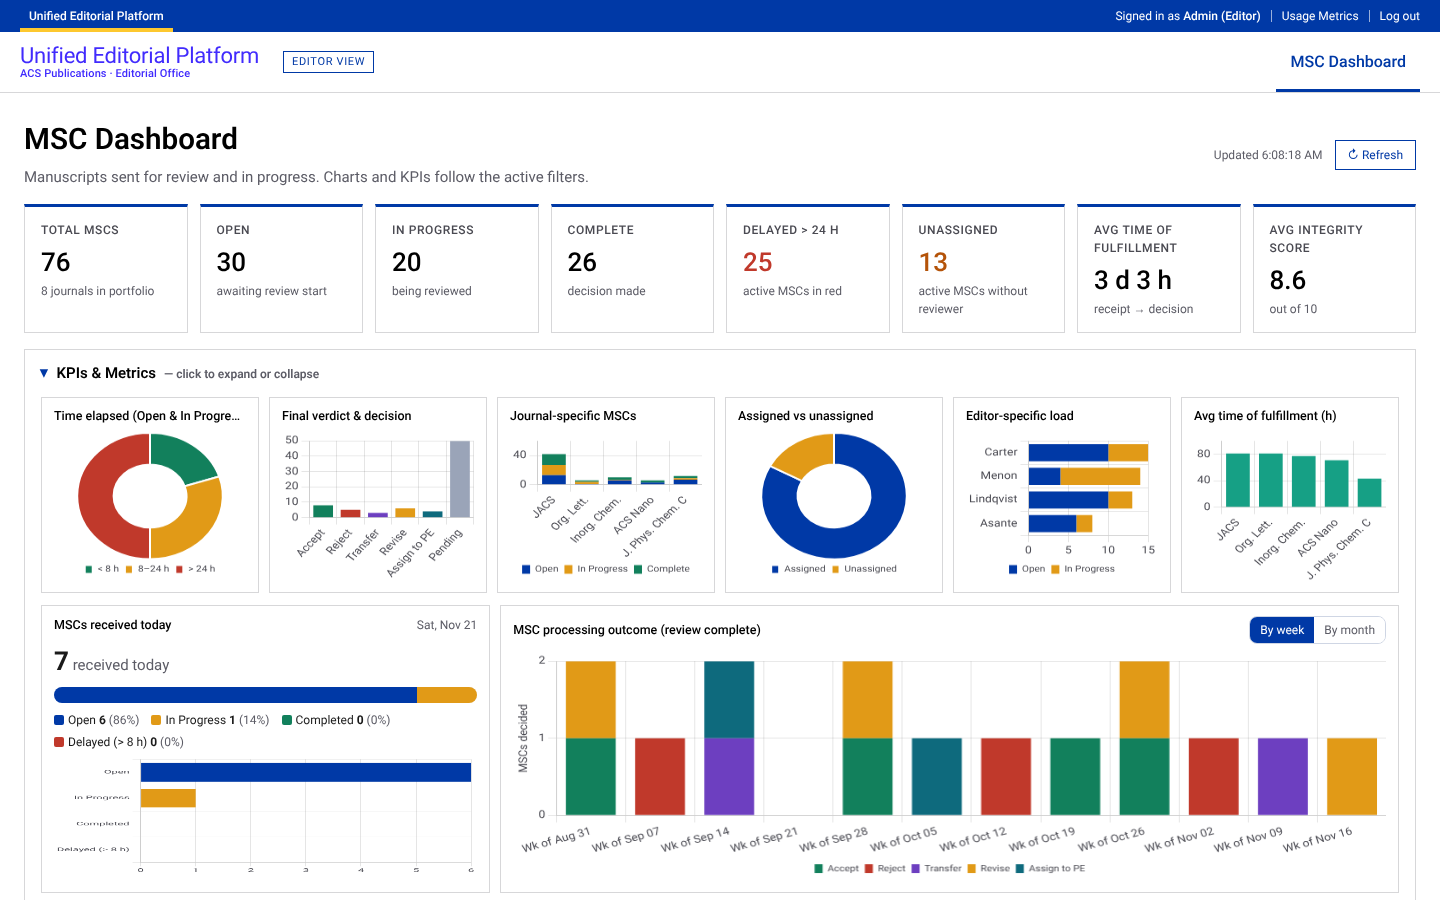 Unified Editorial Platform
Signed in as Admin (Editor)
Usage Metrics
Log out
Unified Editorial Platform
ACS Publications · Editorial Office
EDITOR VIEW
MSC Dashboard
MSC Dashboard
Manuscripts sent for review and in progress. Charts and KPIs follow the active filters.
Updated 6:08:18 AM
↻ Refresh
TOTAL MSCS
76
8 journals in portfolio
OPEN
30
awaiting review start
IN PROGRESS
20
being reviewed
COMPLETE
26
decision made
DELAYED > 24 H
25
active MSCs in red
UNASSIGNED
13
active MSCs without
reviewer
AVG TIME OF
FULFILLMENT
3 d 3 h
receipt → decision
AVG INTEGRITY
SCORE
8.6
out of 10
▼ KPIs & Metrics — click to expand or collapse
Time elapsed (Open & In Progre...
< 8 h 8–24 h > 24 h
Final verdict & decision
50
40
30
20
10
0
Accept
Reject
Transfer
Revise
Assign to PE
Pending
Journal-specific MSCs
40
0
JACS
Org. Lett.
Inorg. Chem.
ACS Nano
J. Phys. Chem. C
Open In Progress Complete
Assigned vs unassigned
Assigned Unassigned
Editor-specific load
Carter
Menon
Lindqvist
Asante
0 5 10 15
Open In Progress
Avg time of fulfillment (h)
80
40
0
JACS
Org. Lett.
Inorg. Chem.
ACS Nano
J. Phys. Chem. C
MSCs received today
Sat, Nov 21
7 received today
Open 6 (86%) In Progress 1 (14%) Completed 0 (0%)
Delayed (> 8 h) 0 (0%)
Open
In Progress
Completed
Delayed (> 8 h)
0 1 2 3 4 5 6
MSC processing outcome (review complete)
By week By month
MSCs decided
2
1
0
Wk of Aug 31
Wk of Sep 07
Wk of Sep 14
Wk of Sep 21
Wk of Sep 28
Wk of Oct 05
Wk of Oct 12
Wk of Oct 19
Wk of Oct 26
Wk of Nov 02
Wk of Nov 09
Wk of Nov 16
Accept Reject Transfer Revise Assign to PE